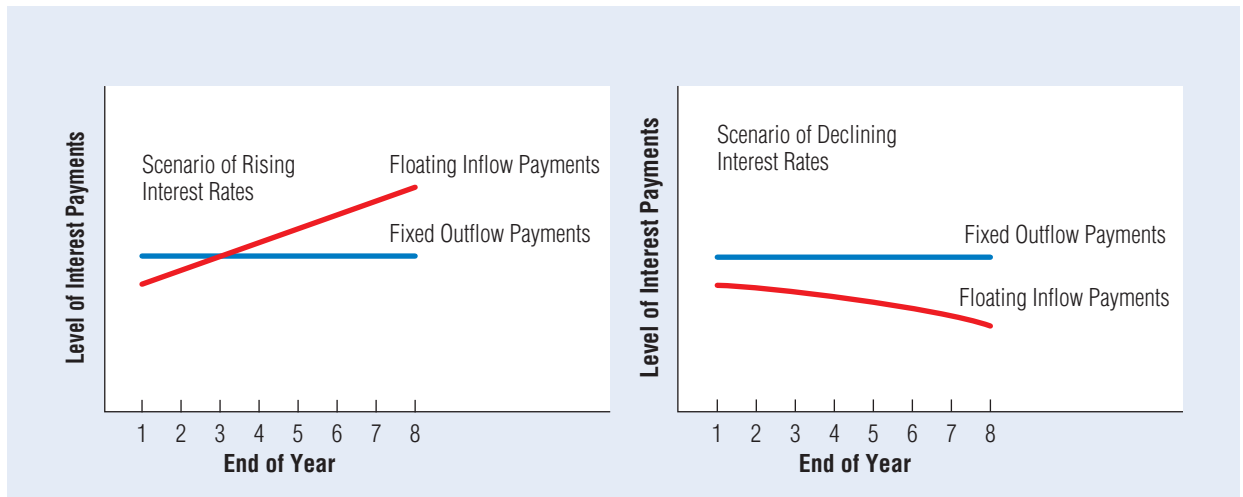 Level of Interest Payments
Scenario of Rising
Interest Rates
Floating Inflow Payments
Fixed Outflow Payments
1 2 3 4 5 6 7 8
End of Year
Level of Interest Payments
Scenario of Declining
Interest Rates
Fixed Outflow Payments
Floating Inflow Payments
1 2 3 4 5 6 7 8
End of Year